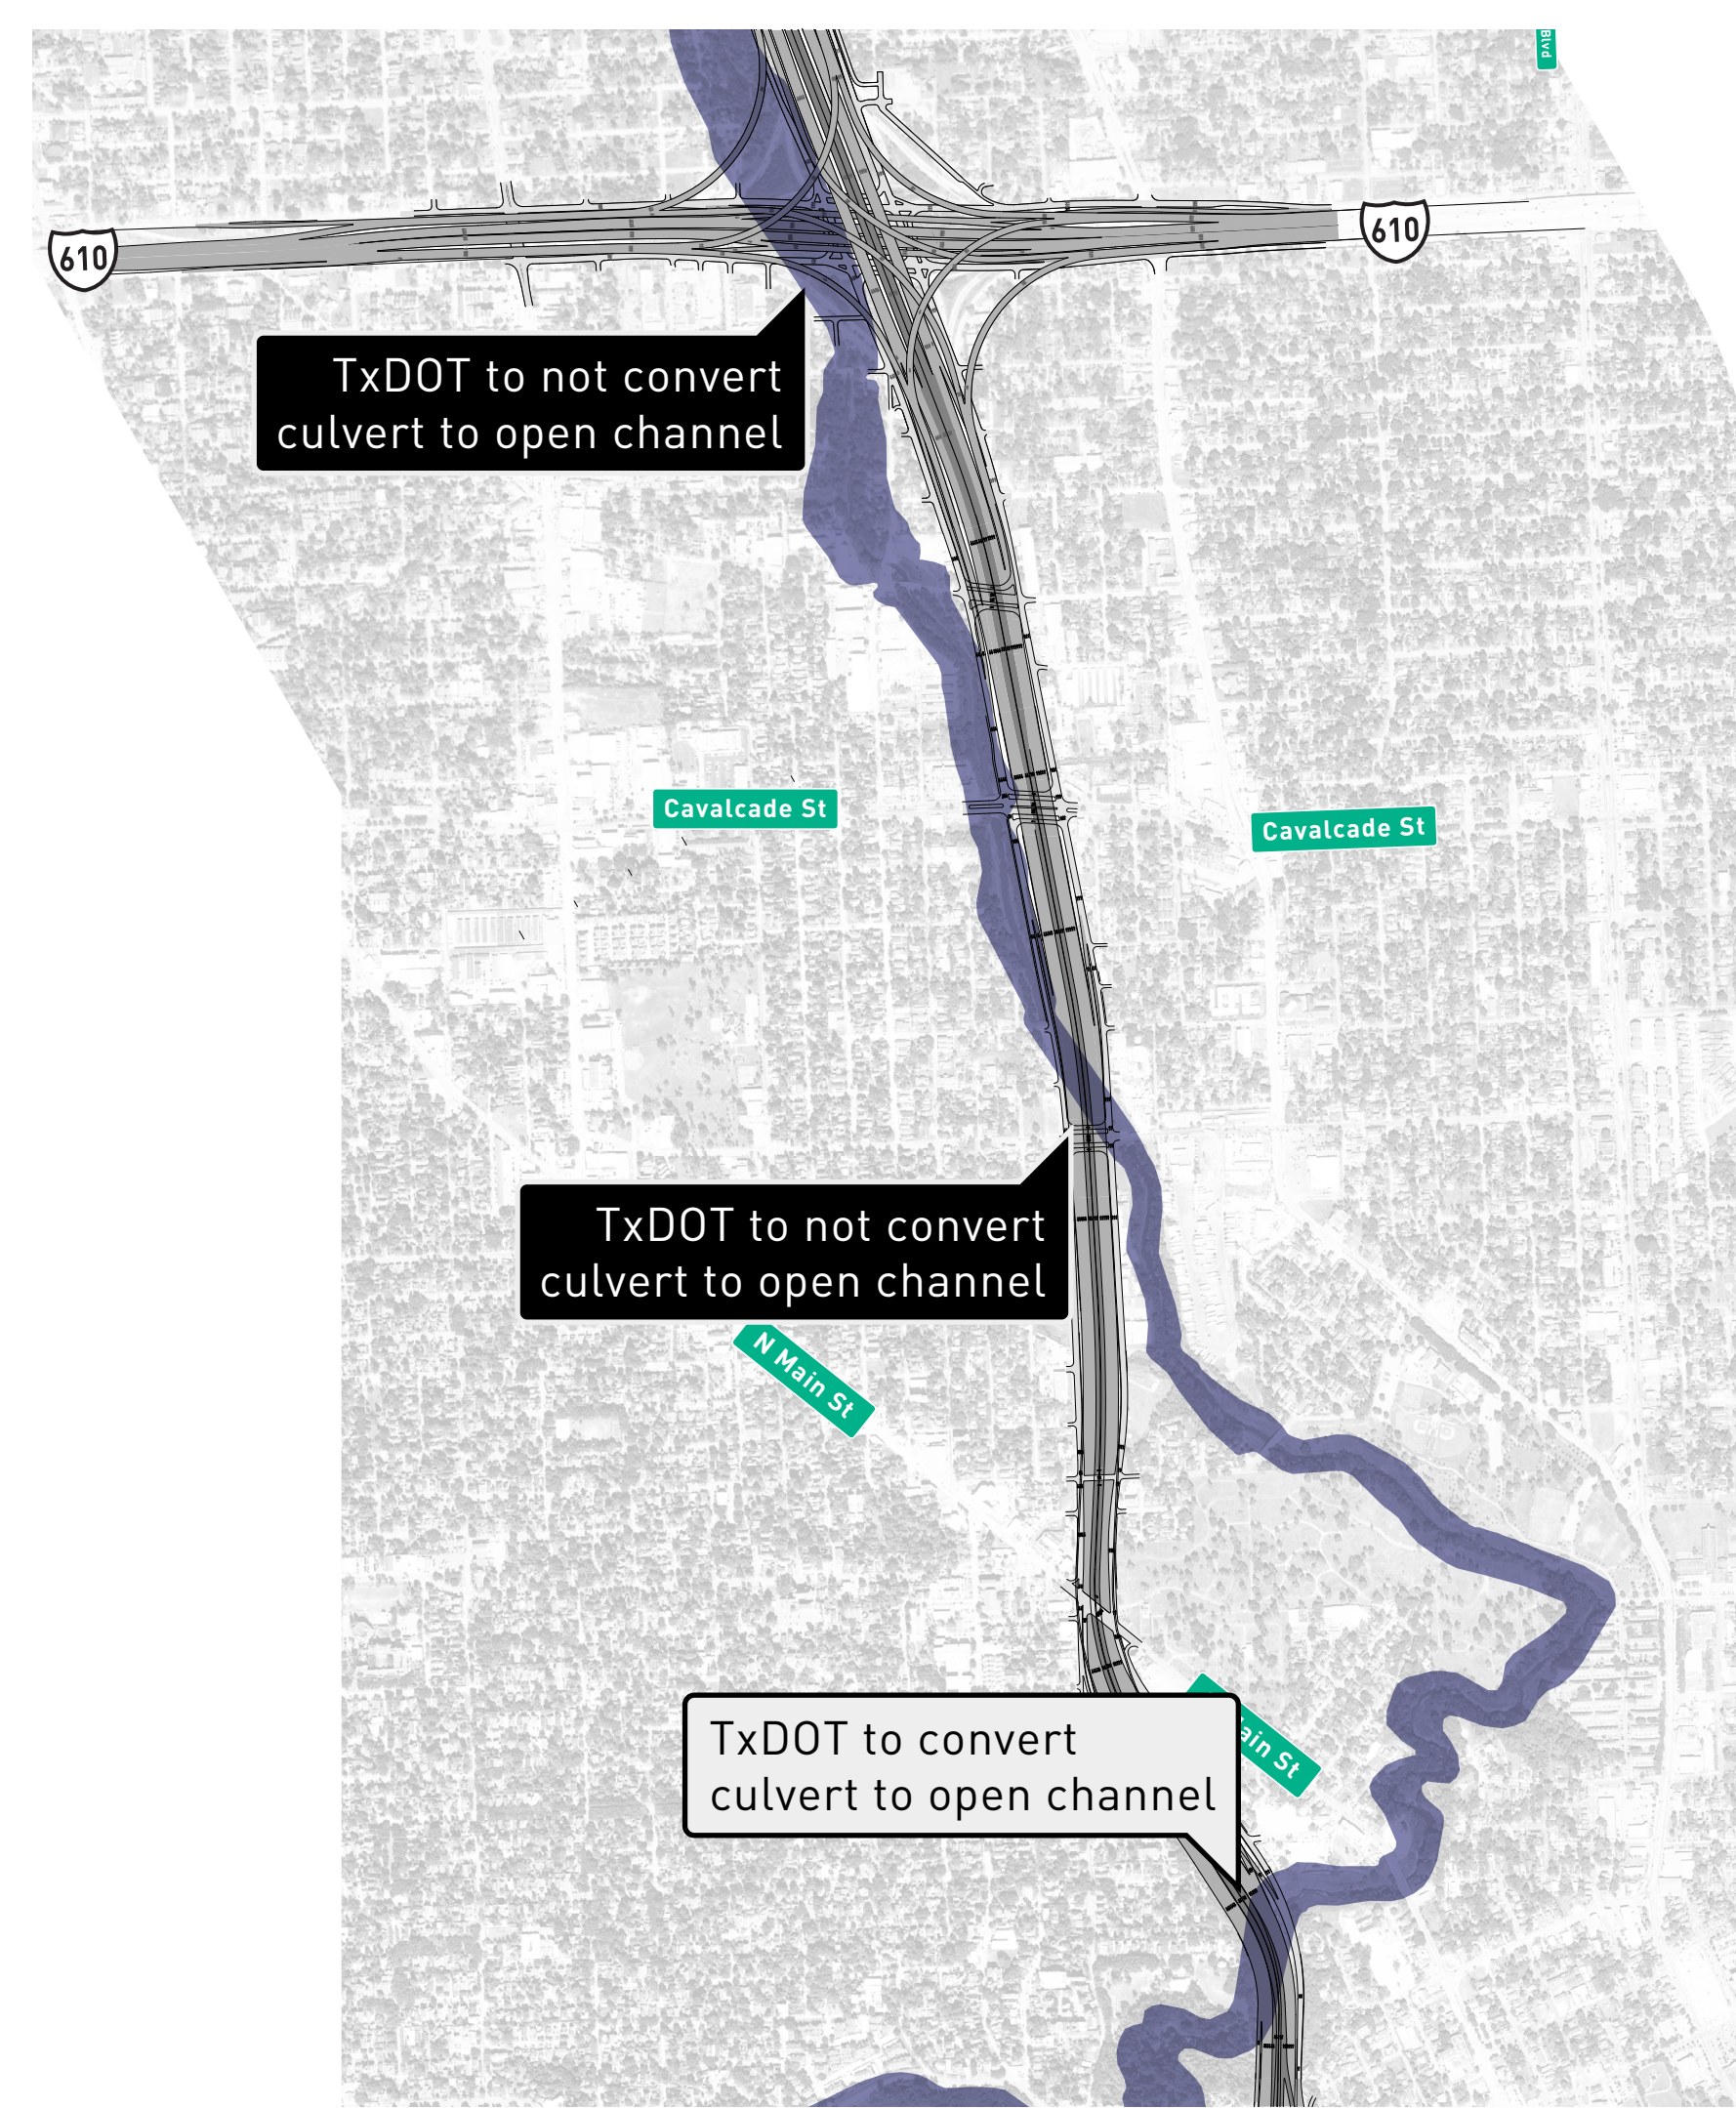 Blvd
610
610
TxDOT to not convert
culvert to open channel
Cavalcade St
Cavalcade St
TxDOT to not convert
culvert to open channel
N Main St
TxDOT to convert
culvert to open channel
St